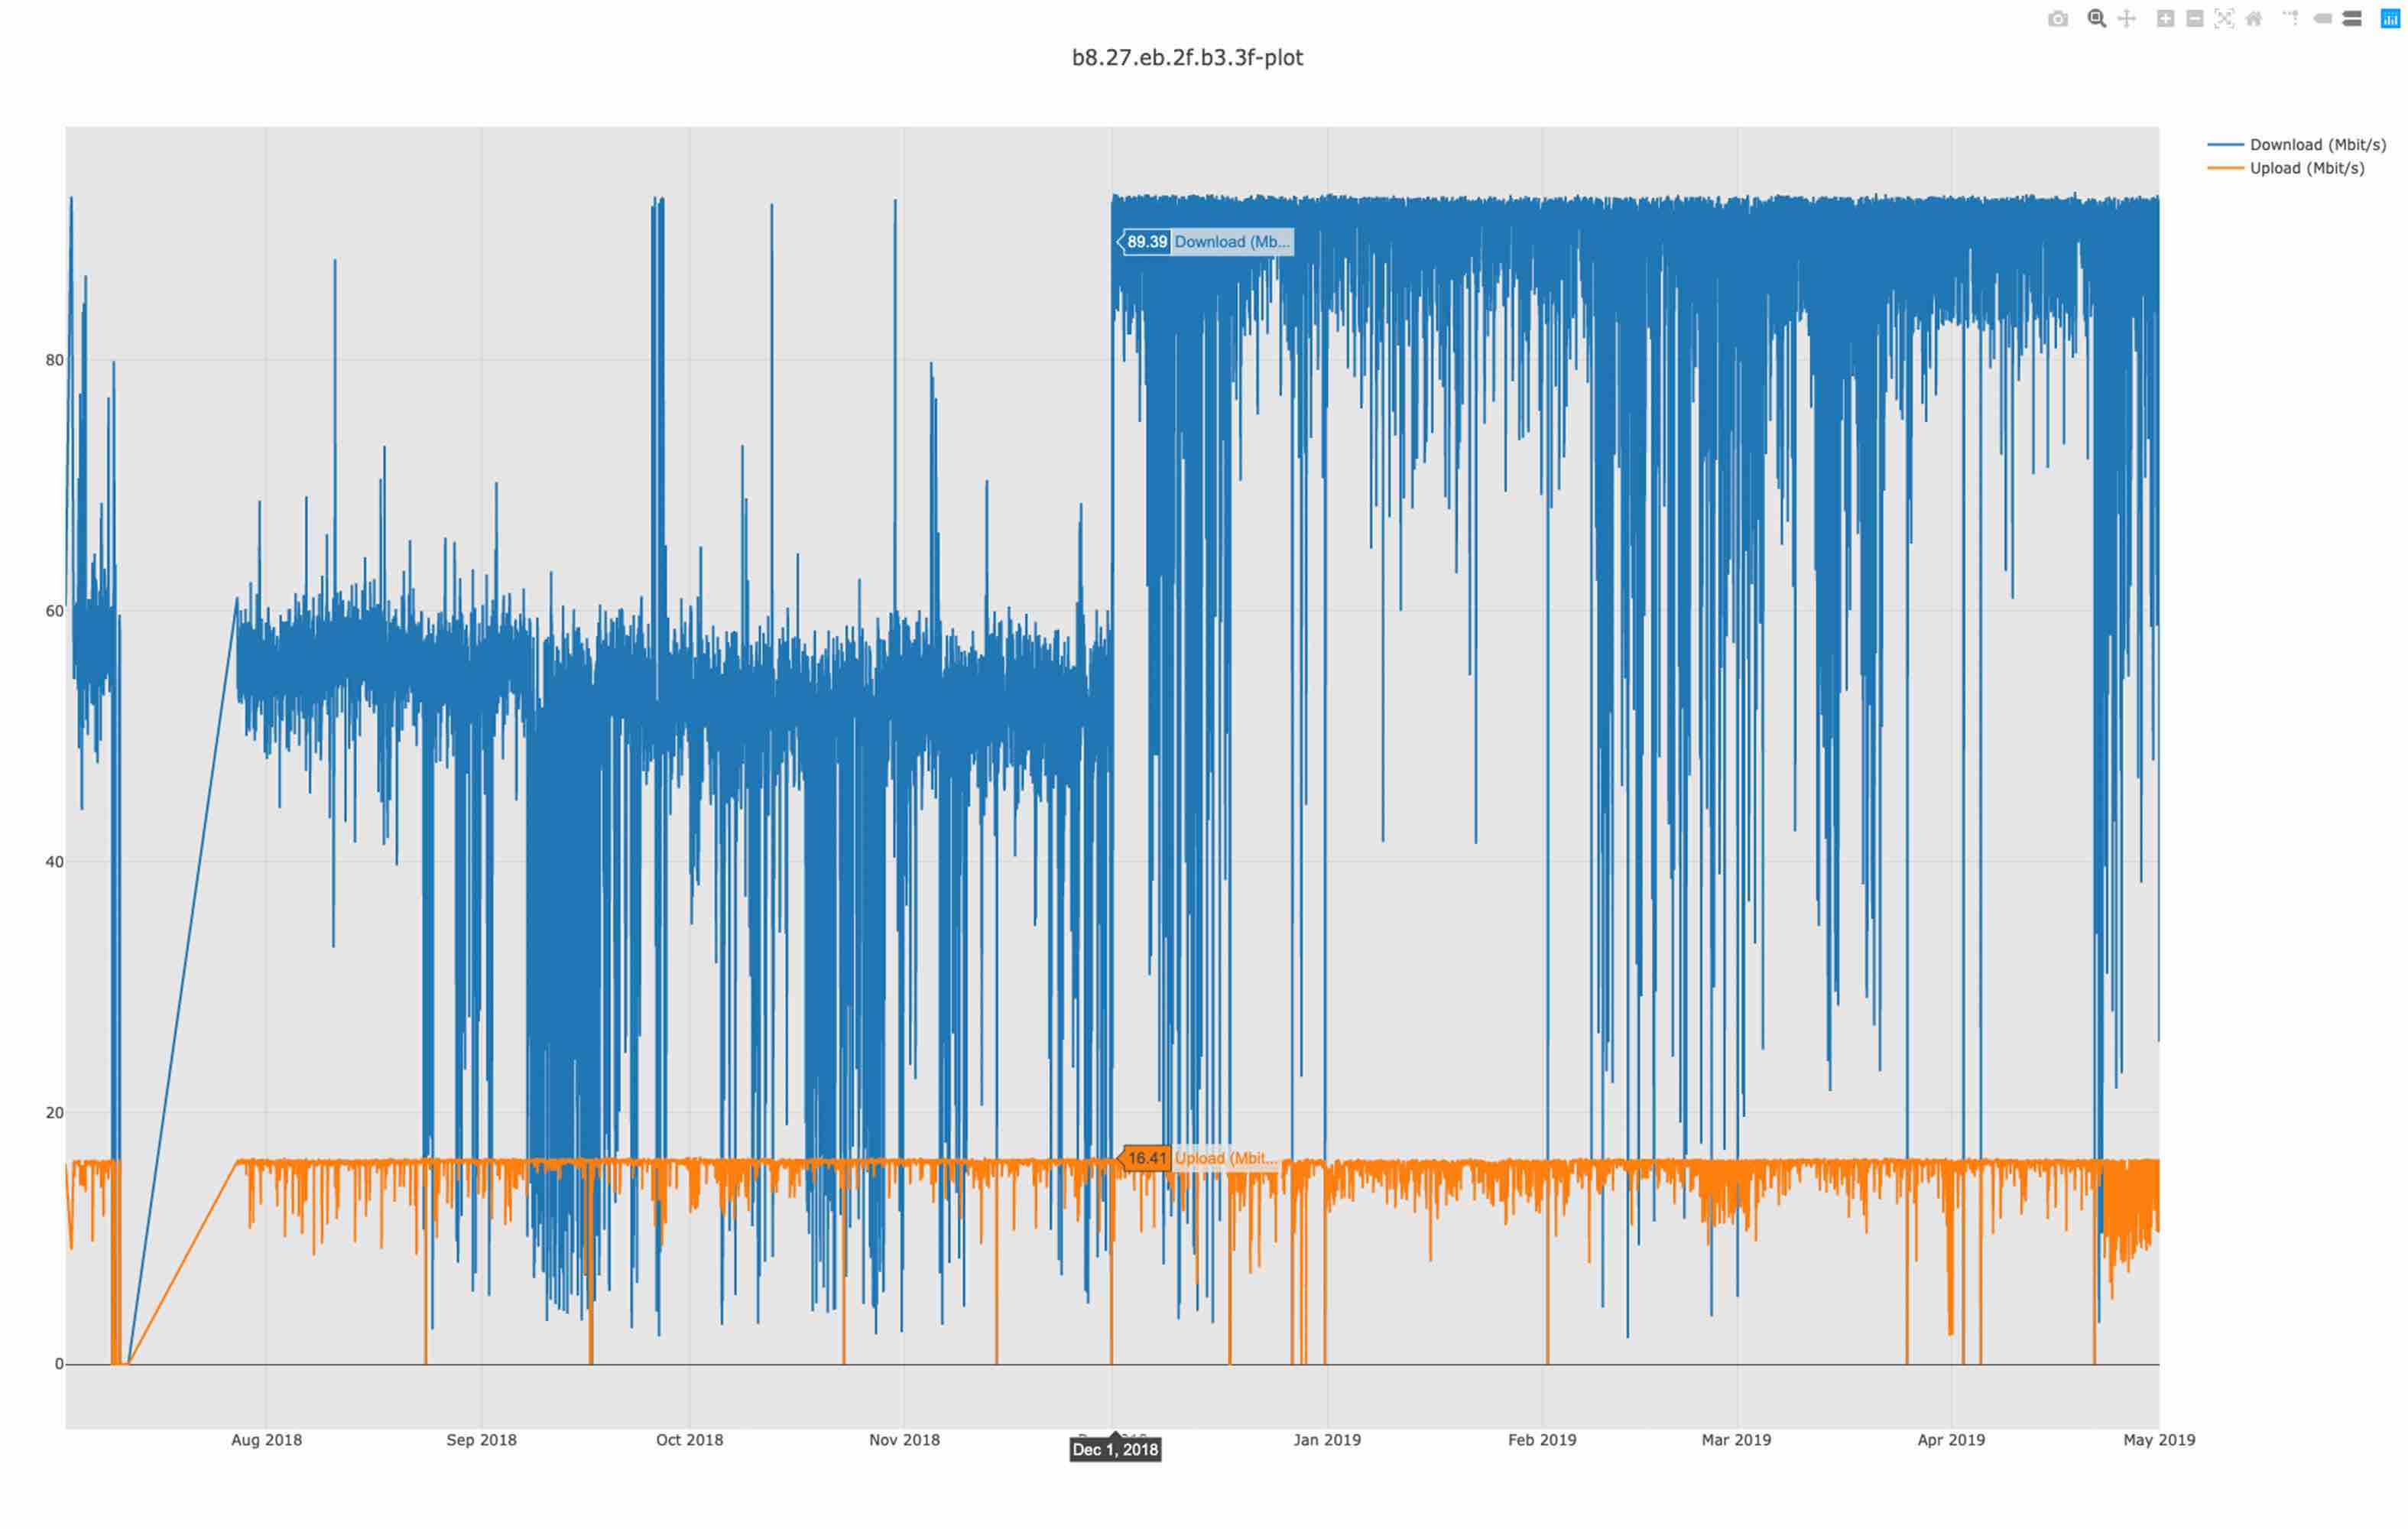 b8.27.eb.2f.b3.3f-plot
Download (Mbit/s)
Upload (Mbit/s)
89.39 Download (Mb...
80
60
40
20
16.41 Upload (Mbit...
0
Aug 2018 Sep 2018 Oct 2018 Nov 2018 Jan 2019 Feb 2019 Mar 2019 Apr 2019 May 2019
Dec 1, 2018